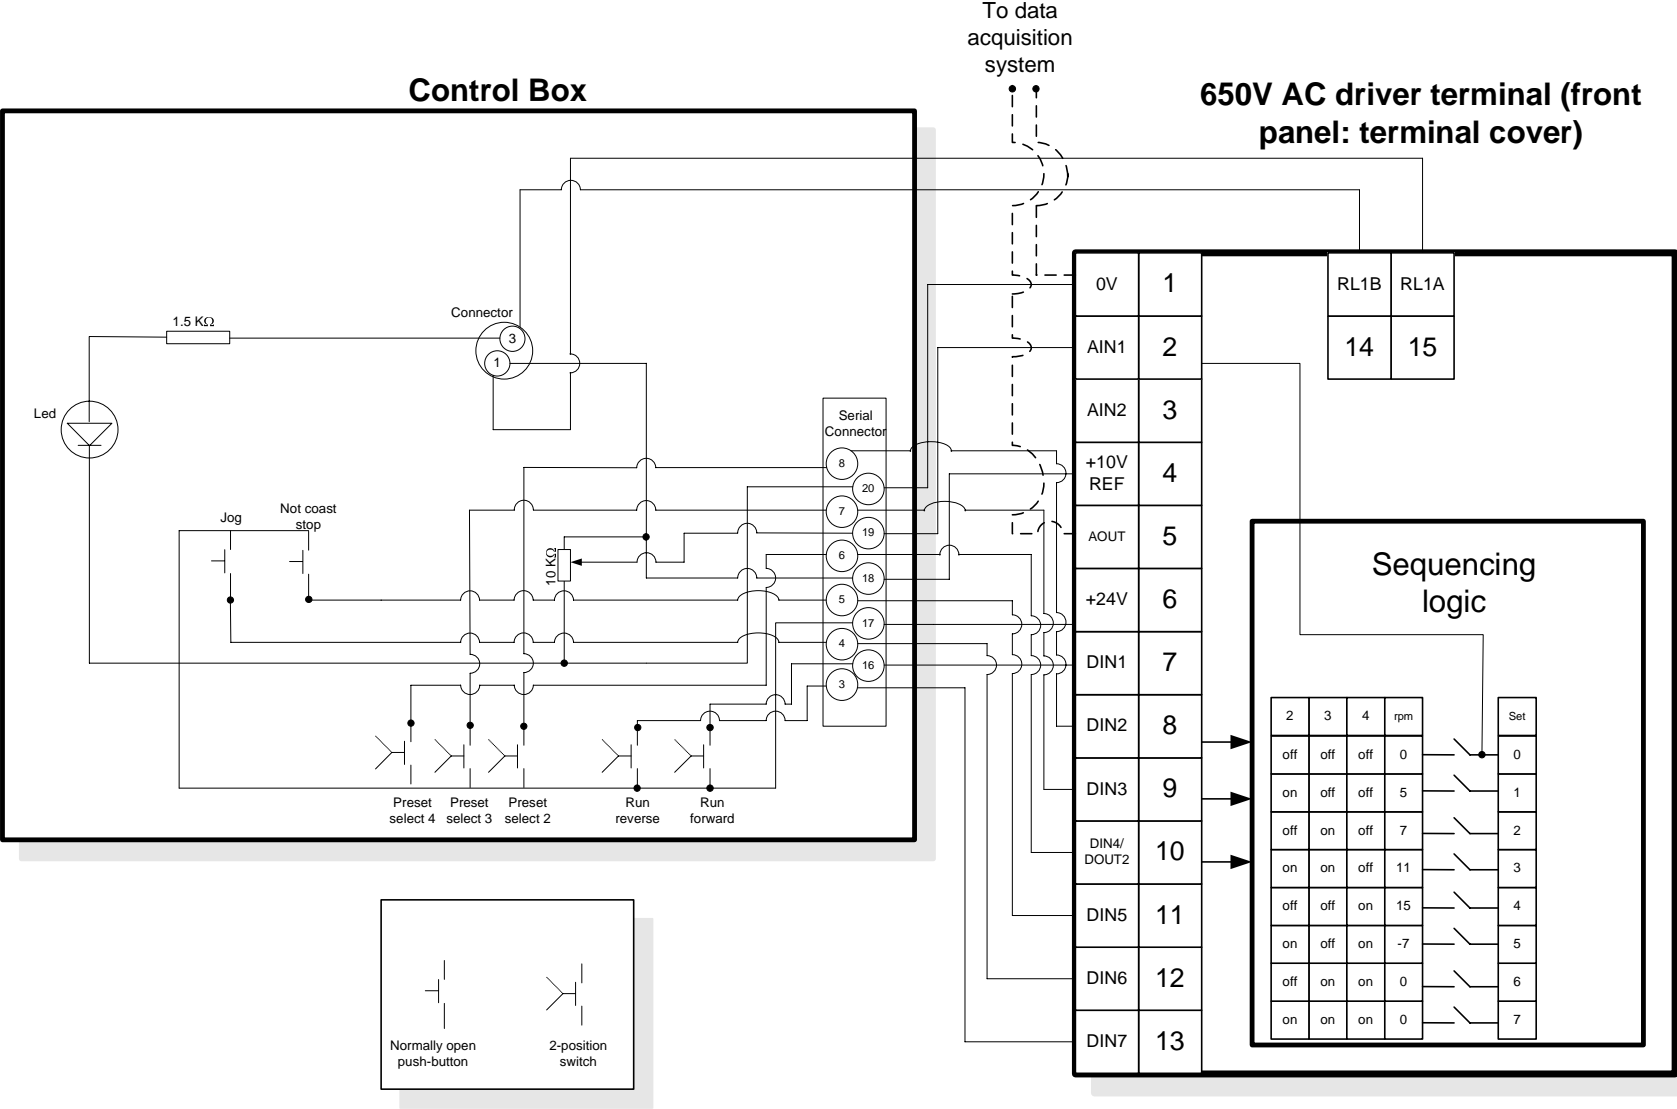 To data
acquisition
system
Control Box
650V AC driver terminal (front
panel: terminal cover)
Connector
3
1
1.5 KΩ
Led
Serial
Connector
8
20
7
19
6
18
5
17
4
16
3
Jog
Not coast
stop
10 KΩ
Preset
select 4
Preset
select 3
Preset
select 2
Run
reverse
Run
forward
Normally open
push-button
2-position
switch
0V 1
AIN1 2
AIN2 3
+10V
REF 4
AOUT 5
+24V 6
DIN1 7
DIN2 8
DIN3 9
DIN4/
DOUT2 10
DIN5 11
DIN6 12
DIN7 13
RL1B RL1A
14 15
Sequencing
logic
2 3 4 rpm Set
off off off 0 0
on off off 5 1
off on off 7 2
on on off 11 3
off off on 15 4
on off on -7 5
off on on 0 6
on on on 0 7